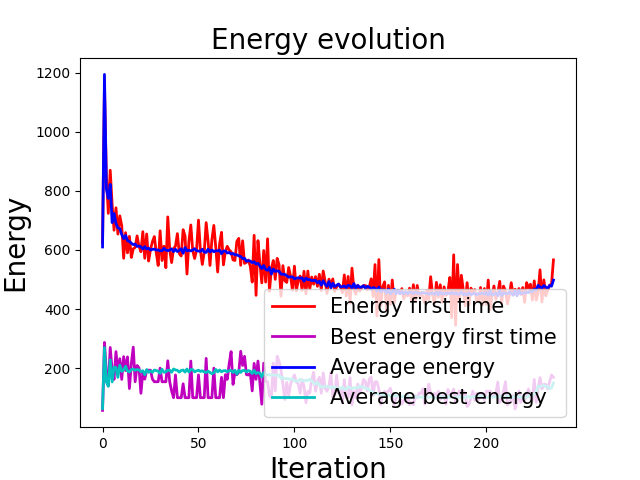 Energy evolution
1200
1000
800
600
400
200
Energy
Energy first time
Best energy first time
Average energy
Average best energy
0 50 100 150 200
Iteration